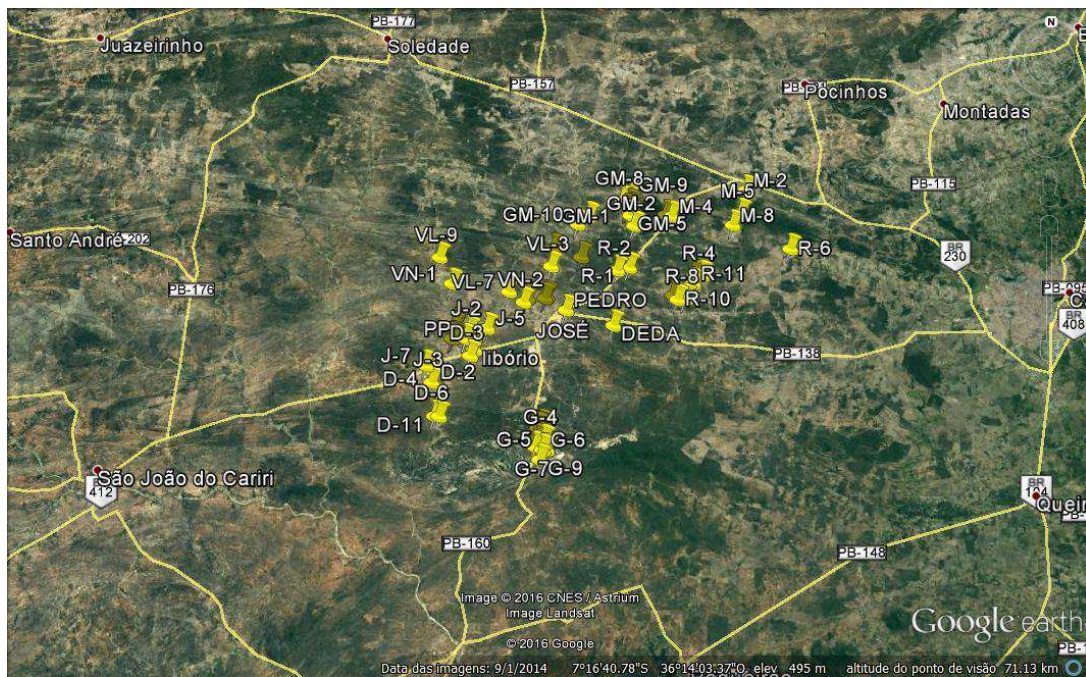 PB-177
Juazeirinho
Soledade
PB-157
Pocinhos
Montadas
N
GM-8
GM-9
M-5
M-2
PB-115
GM-10
GM-1
GM-2
GM-5
M-4
M-8
Santo André
202
VL-9
VL-3
R-2
R-4
R-6
BR
230
VN-1
VL-7
VN-2
R-1
R-8
R-11
PB-176
PB-095
R-10
J-2
J-5
PEDRO
BR
408
PP
D-3
JOSÉ
DEDA
J-7
J-3
libório
PB-138
D-4
D-2
D-6
D-11
G-4
G-5
G-6
G-7
G-9
São João do Cariri
412
BR
104
Queir
PB-160
PB-148
Image © 2016 CNES / Astrium
Image Landsat
© 2016 Google
Google earth
Data das imagens: 9/1/2014 7°16'40.78"S 36°14'03.37"O elev 495 m altitude do ponto de visão 71.13 km